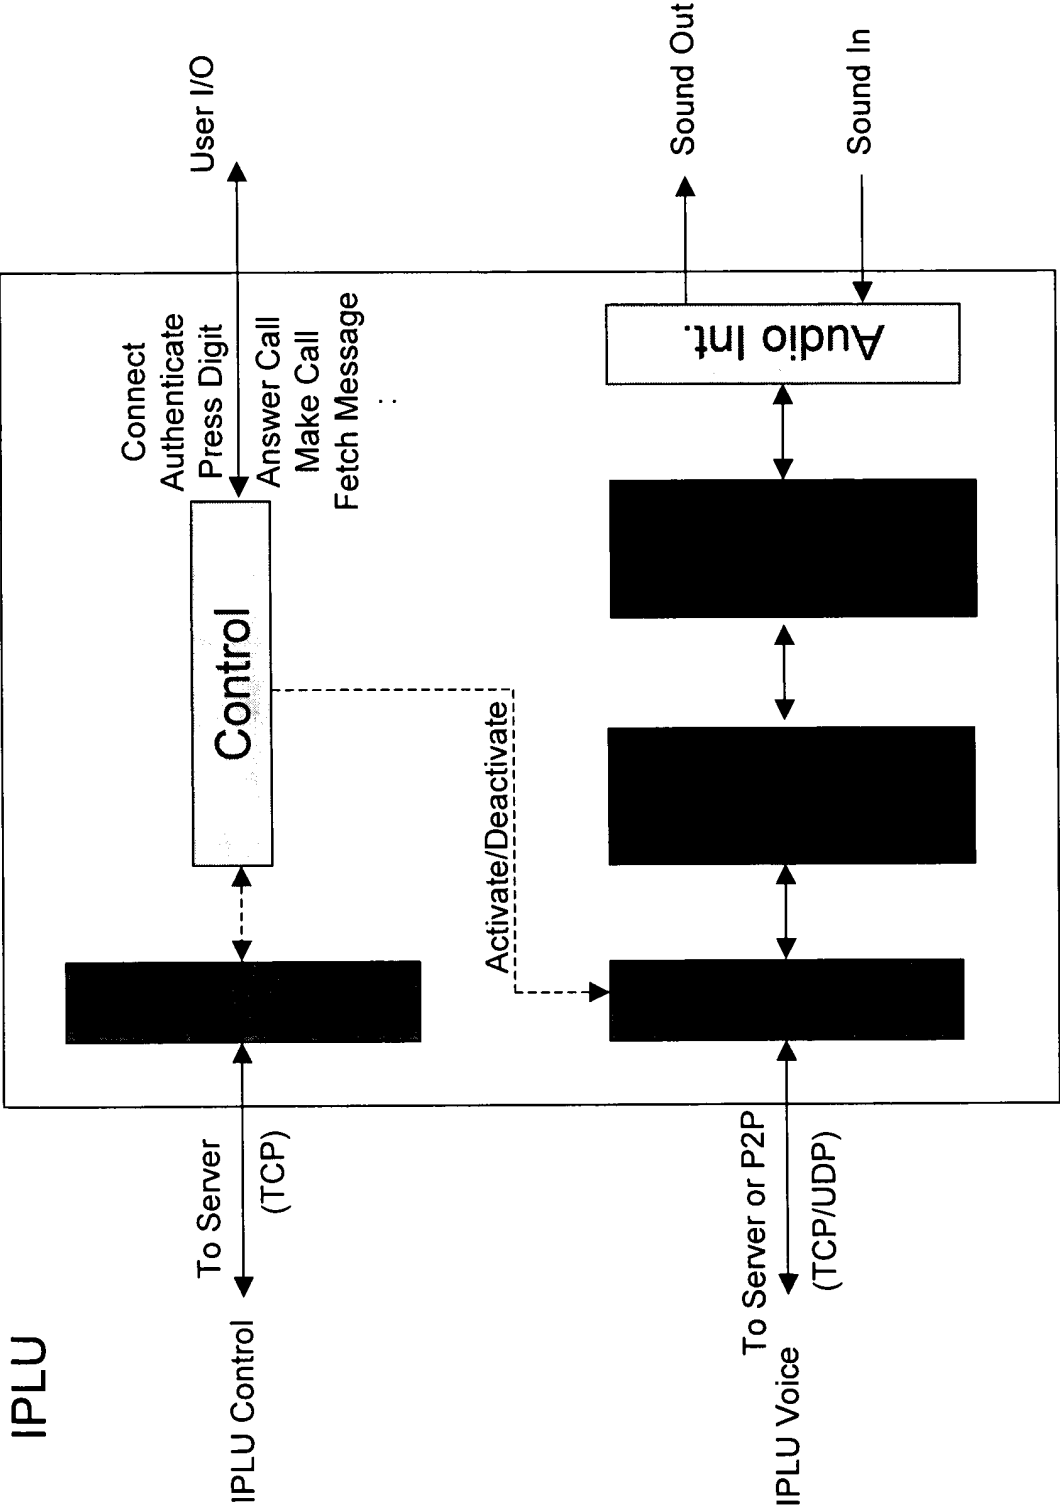 IPLU
IPLU Control
To Server
(TCP)
Control
Connect
Authenticate
Press Digit
Answer Call
Make Call
Fetch Message
User I/O
Activate/Deactivate
IPLU Voice
To Server or P2P
(TCP/UDP)
Audio Int.
Sound Out
Sound In